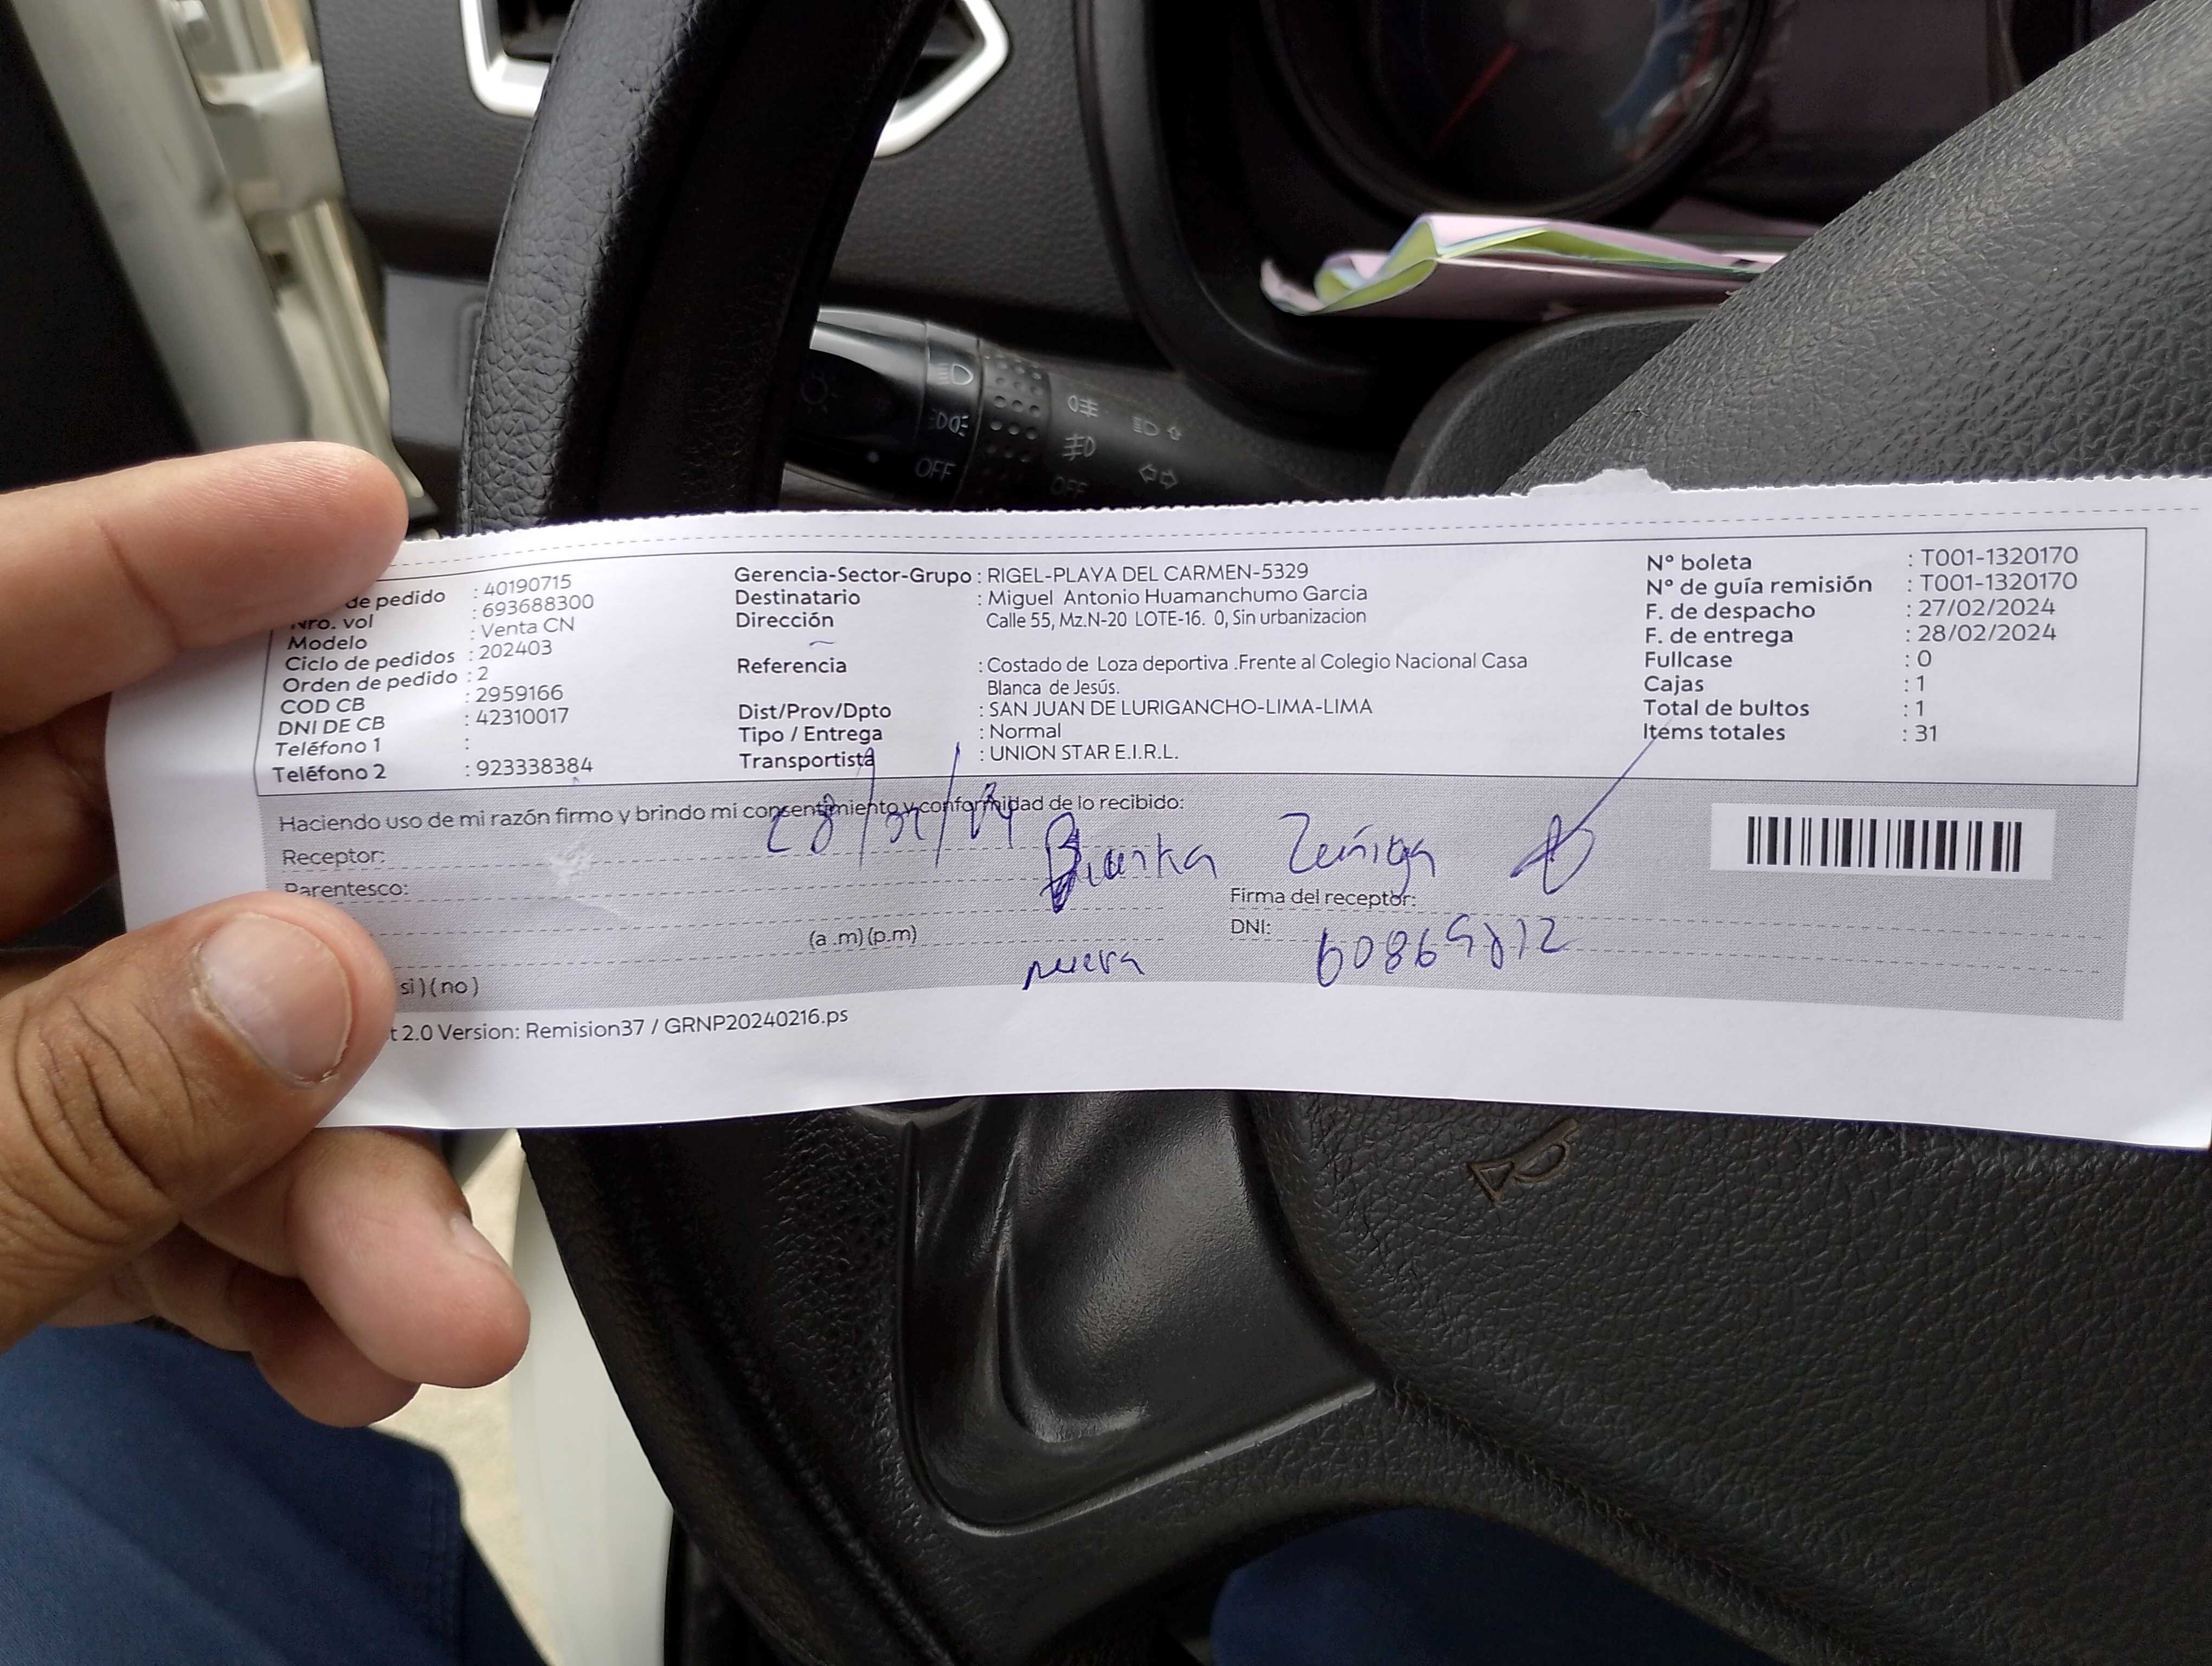 de pedido : 40190715
Nro. vol : 693688300
Modelo : Venta CN
Ciclo de pedidos : 202403
Orden de pedido : 2
COD CB : 2959166
DNI DE CB : 42310017
Teléfono 1 :
Teléfono 2 : 923338384
Gerencia-Sector-Grupo : RIGEL-PLAYA DEL CARMEN-5329
Destinatario : Miguel Antonio Huamanchumo Garcia
Dirección Calle 55, Mz.N-20 LOTE-16. 0, Sin urbanizacion
Referencia : Costado de Loza deportiva .Frente al Colegio Nacional Casa
Blanca de Jesús.
Dist/Prov/Dpto : SAN JUAN DE LURIGANCHO-LIMA-LIMA
Tipo / Entrega : Normal
Transportista : UNION STAR E.I.R.L.
Nº boleta : T001-1320170
Nº de guía remisión : T001-1320170
F. de despacho : 27/02/2024
F. de entrega : 28/02/2024
Fullcase : 0
Cajas : 1
Total de bultos : 1
Items totales : 31
Haciendo uso de mi razón firmo y brindo mi consentimiento y conformidad de lo recibido:
Receptor:
Zuñiga
Parentesco:
Firma del receptor:
(a .m) (p.m)
DNI:
nuera
si ) ( no )
t 2.0 Version: Remision37 / GRNP20240216.ps
OFF
OFF